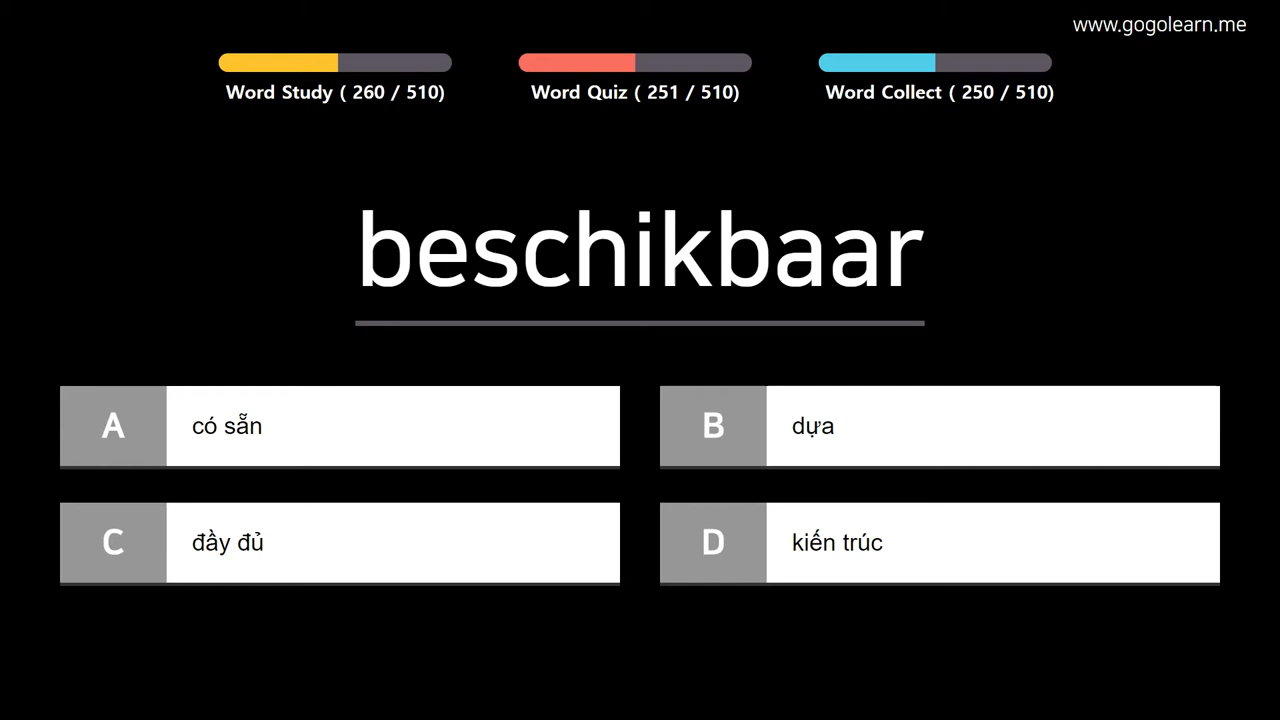 www.gogolearn.me
Word Study ( 260 / 510)
Word Quiz ( 251 / 510)
Word Collect ( 250 / 510)
beschikbaar
A có sẵn
B dựa
C đầy đủ
D kiến trúc